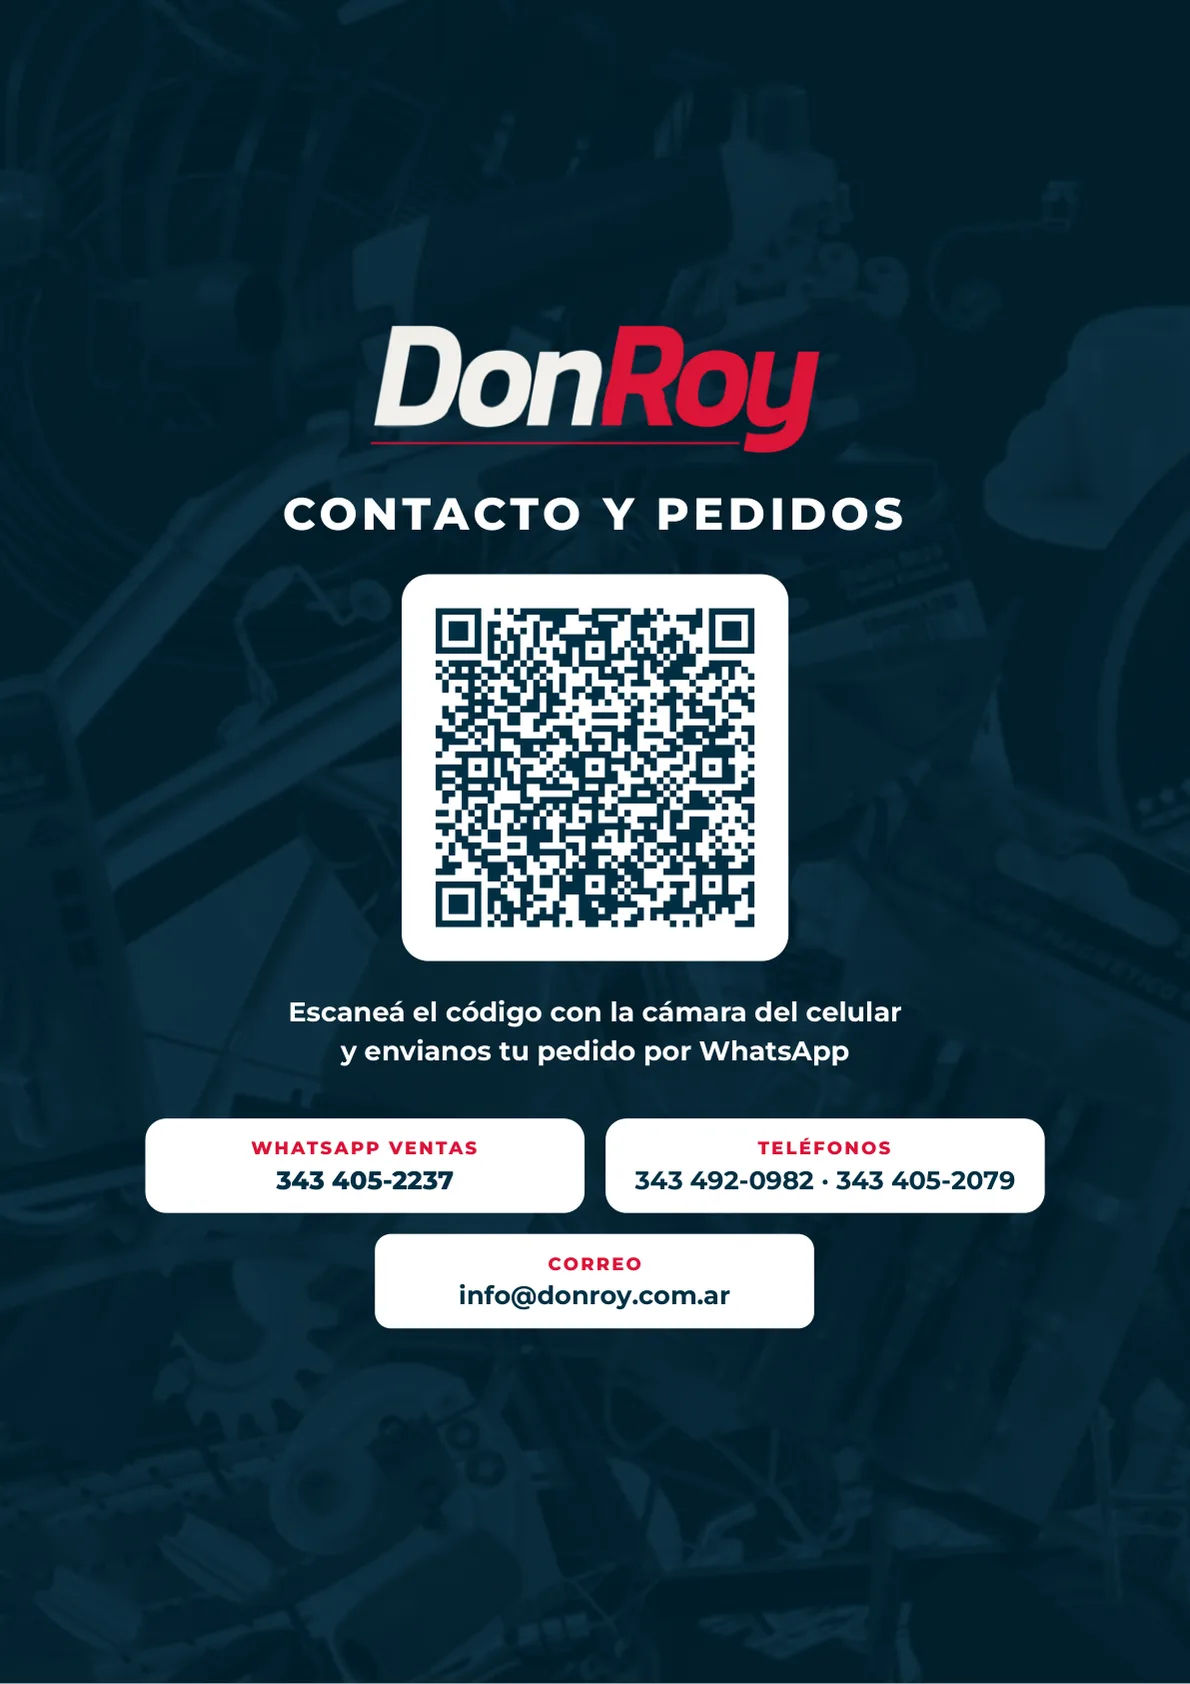 DonRoy
CONTACTO Y PEDIDOS
Escaneá el código con la cámara del celular
y envianos tu pedido por WhatsApp
WHATSAPP VENTAS
343 405-2237
TELÉFONOS
343 492-0982 · 343 405-2079
CORREO
info@donroy.com.ar